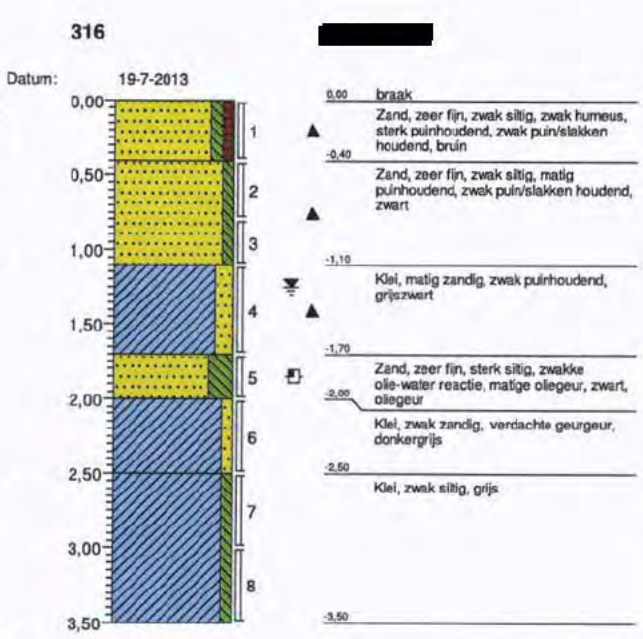 316
Datum: 19-7-2013
0,00
0,50
1,00
1,50
2,00
2,50
3,00
3,50
1
2
3
4
5
6
7
8
0,00 braak
Zand, zeer fijn, zwak siltig, zwak humeus,
sterk puinhoudend, zwak puin/slakken
houdend, bruin
-0,40
Zand, zeer fijn, zwak siltig, matig
puinhoudend, zwak puin/slakken houdend,
zwart
-1,10
Klei, matig zandig, zwak puinhoudend,
grijszwart
-1,70
Zand, zeer fijn, sterk siltig, zwakke
olie-water reactie, matige oliegeur, zwart,
oliegeur
-2,00
Klei, zwak zandig, verdachte geurgeur,
donkergrijs
-2,50
Klei, zwak siltig, grijs
-3,50